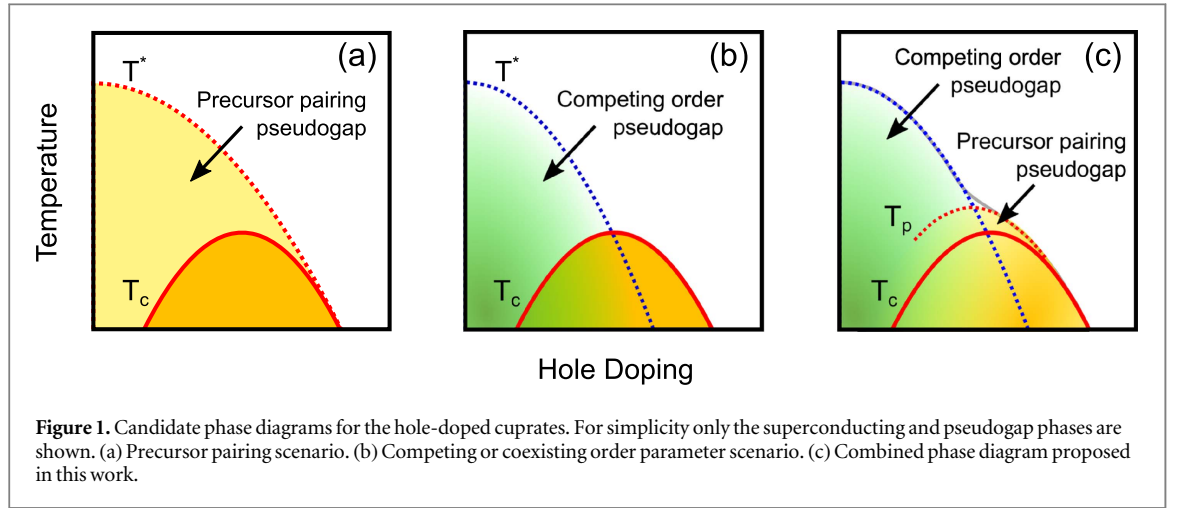 (a)
T*
Precursor pairing
pseudogap
Tc
(b)
T*
Competing order
pseudogap
Tc
(c)
Competing order
pseudogap
Precursor pairing
pseudogap
Tp
Tc
Temperature
Hole Doping
Figure 1. Candidate phase diagrams for the hole-doped cuprates. For simplicity only the superconducting and pseudogap phases are
shown. (a) Precursor pairing scenario. (b) Competing or coexisting order parameter scenario. (c) Combined phase diagram proposed
in this work.